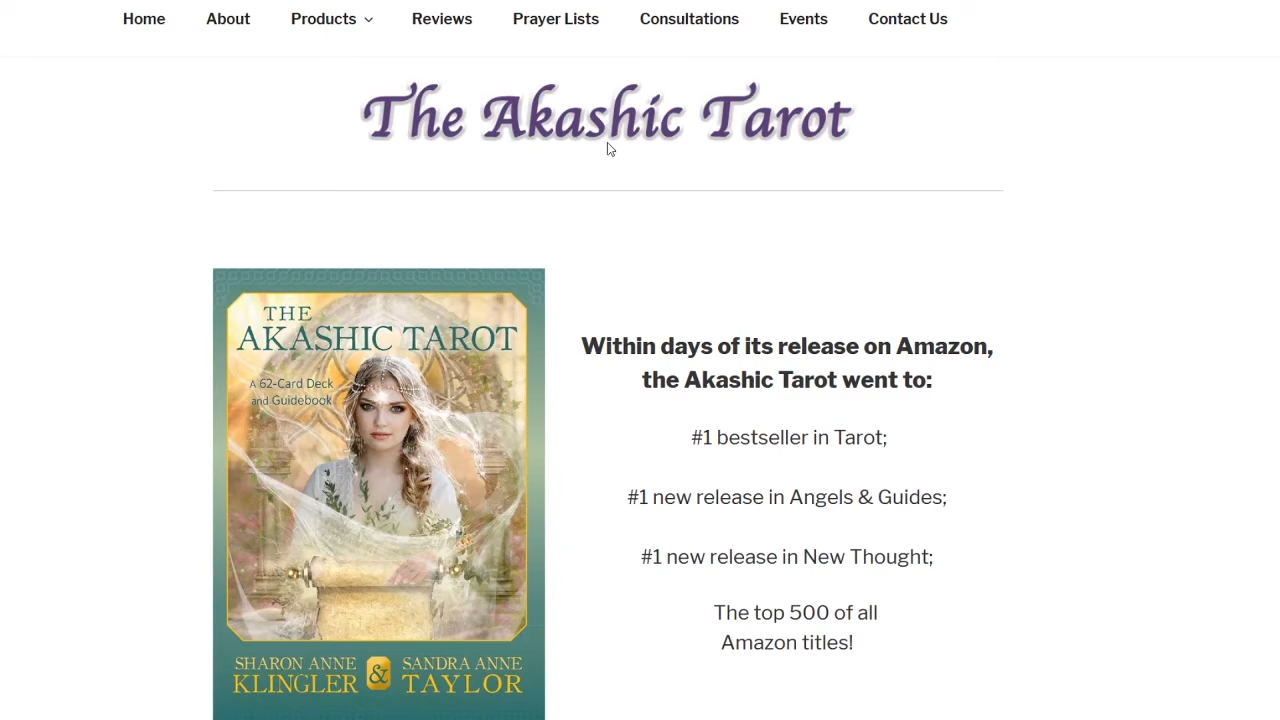 Home About Products Reviews Prayer Lists Consultations Events Contact Us
The Akashic Tarot
THE
AKASHIC TAROT
A 62-Card Deck
and Guidebook
SHARON ANNE
KLINGLER
&
SANDRA ANNE
TAYLOR
Within days of its release on Amazon,
the Akashic Tarot went to:
#1 bestseller in Tarot;
#1 new release in Angels & Guides;
#1 new release in New Thought;
The top 500 of all
Amazon titles!